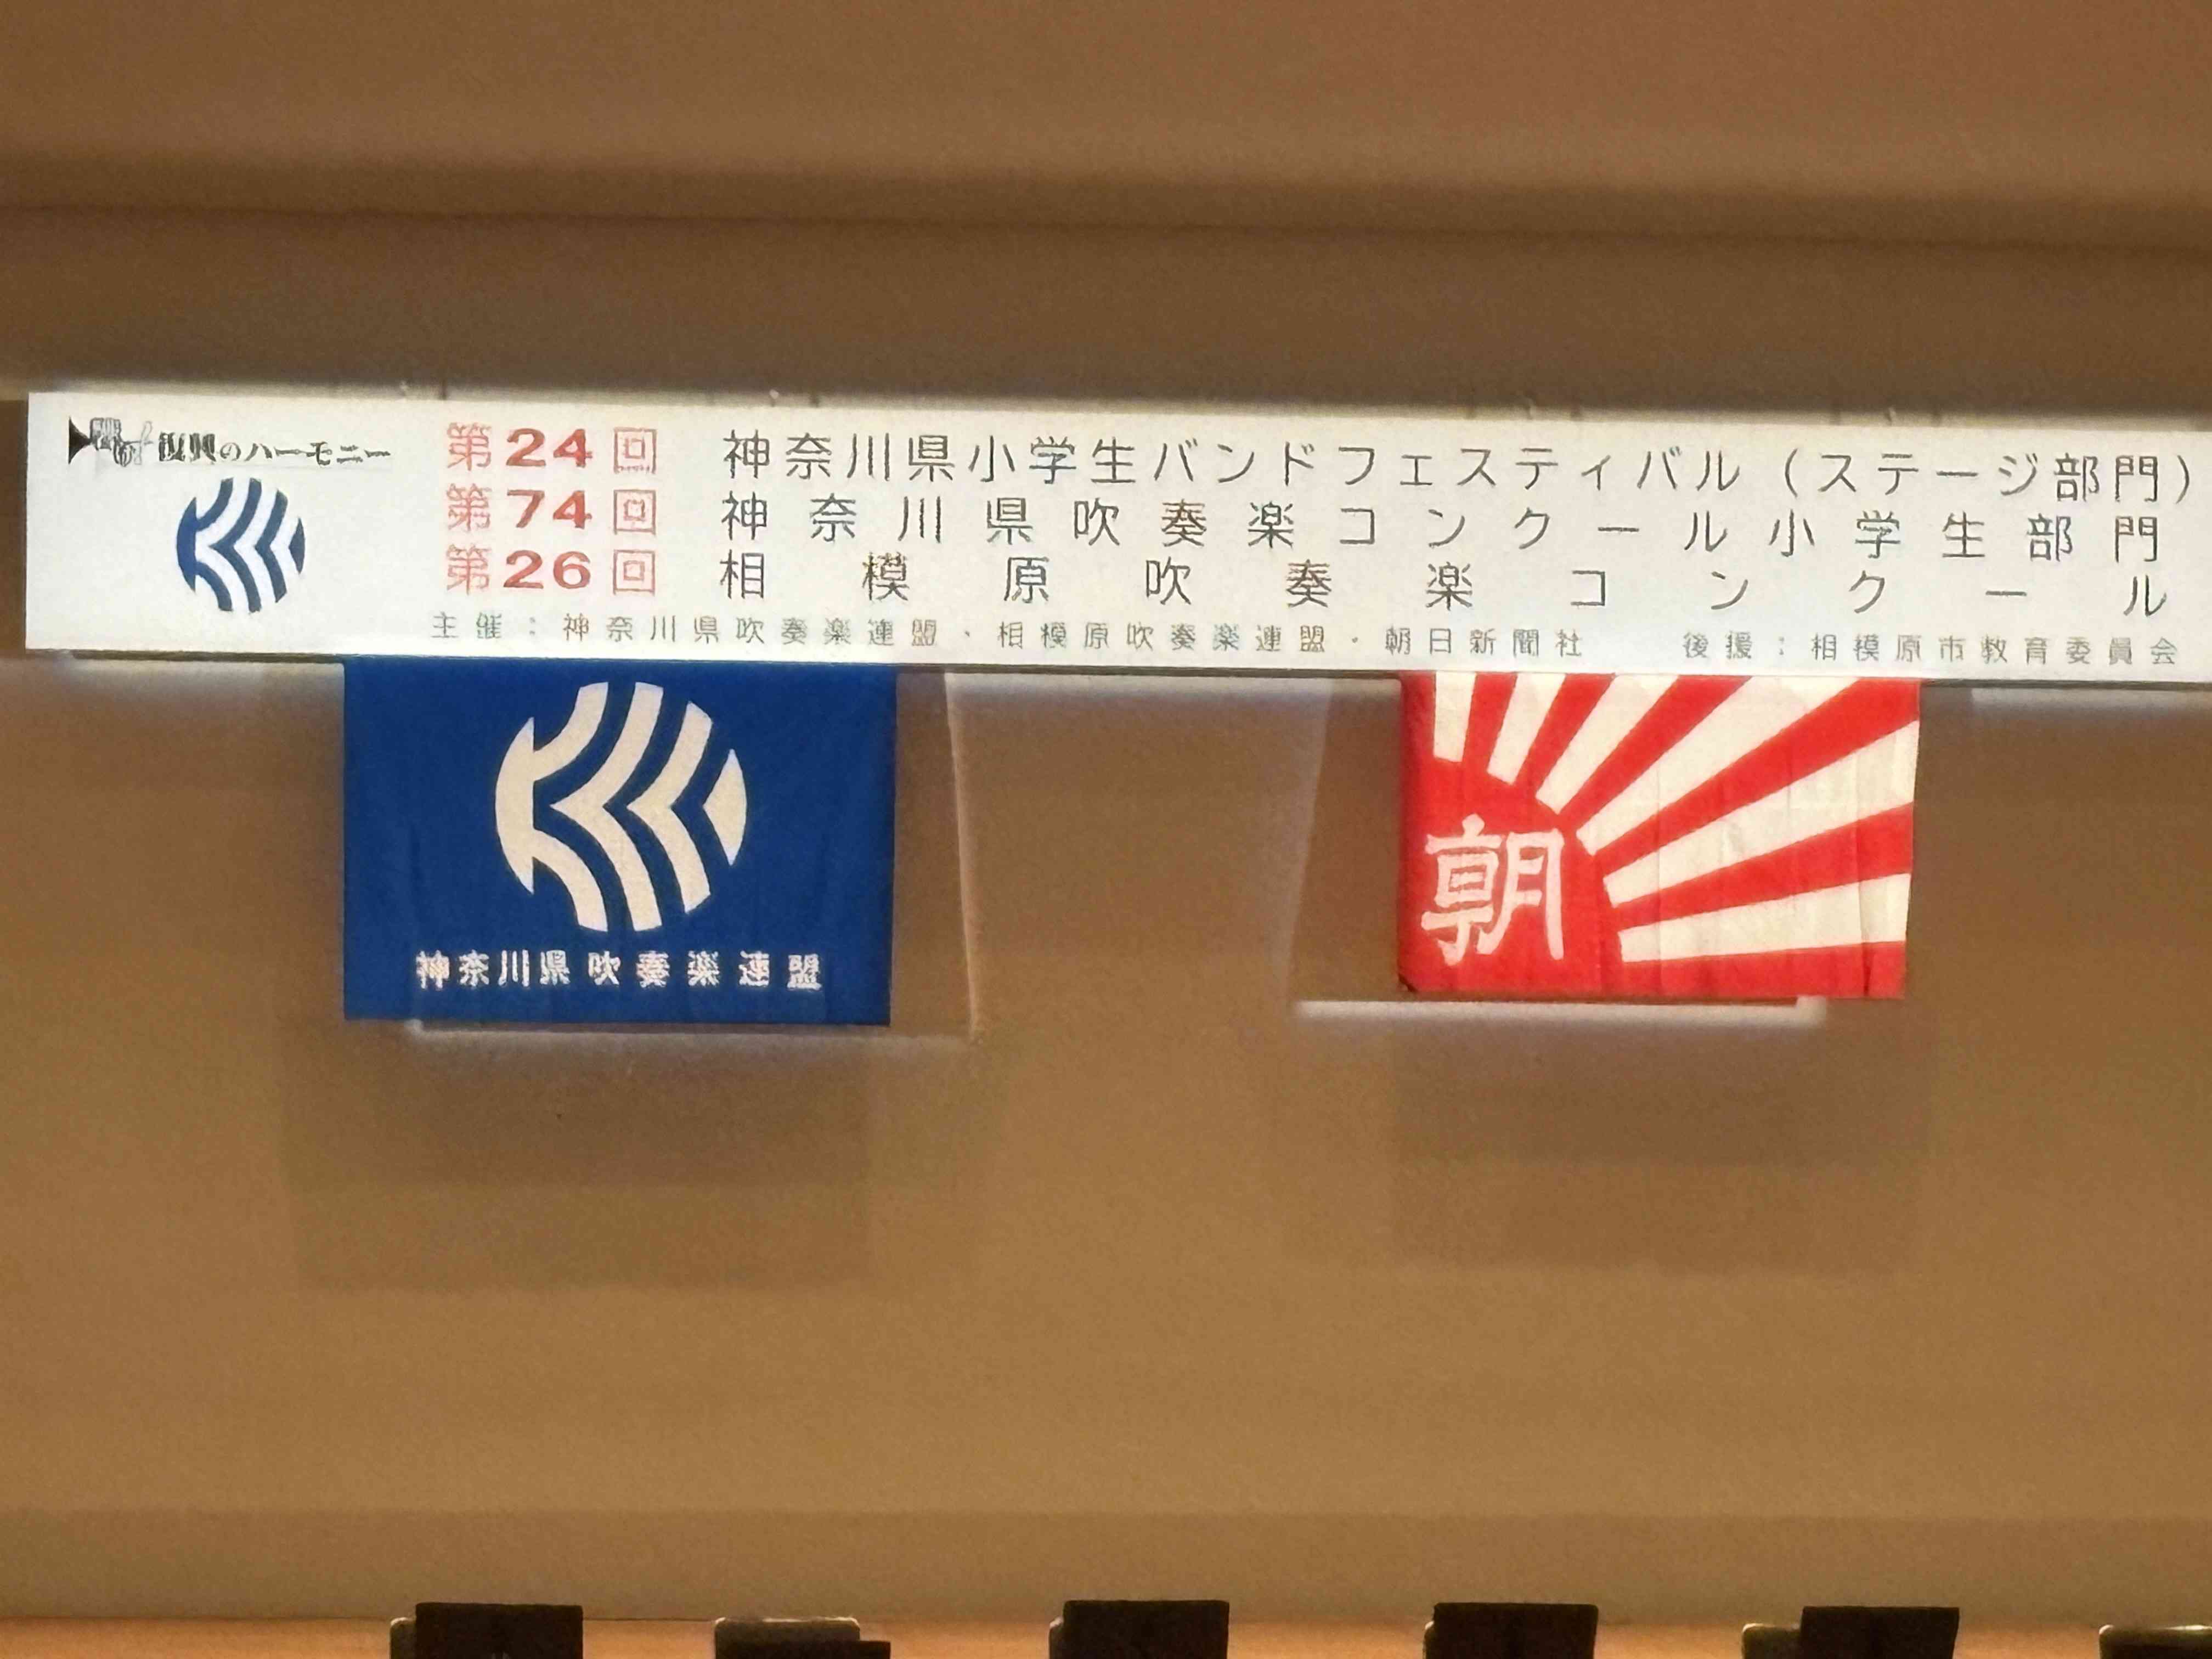 復興のハーモニー
第24回 神奈川県小学生バンドフェスティバル (ステージ部門)
第74回 神奈川県吹奏楽コンクール小学生部門
第26回 相模原吹奏楽コンクール
主催：神奈川県吹奏楽連盟・相模原吹奏楽連盟・朝日新聞社 後援：相模原市教育委員会
神奈川県吹奏楽連盟
朝